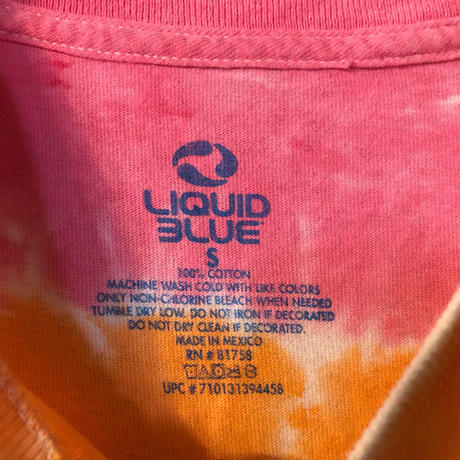 LIQUID
BLUE
S
100% COTTON
MACHINE WASH COLD WITH LIKE COLORS
ONLY NON-CHLORINE BLEACH WHEN NEEDED
TUMBLE DRY LOW. DO NOT IRON IF DECORATED
DO NOT DRY CLEAN IF DECORATED.
MADE IN MEXICO
RN # 81758
UPC # 710131394458